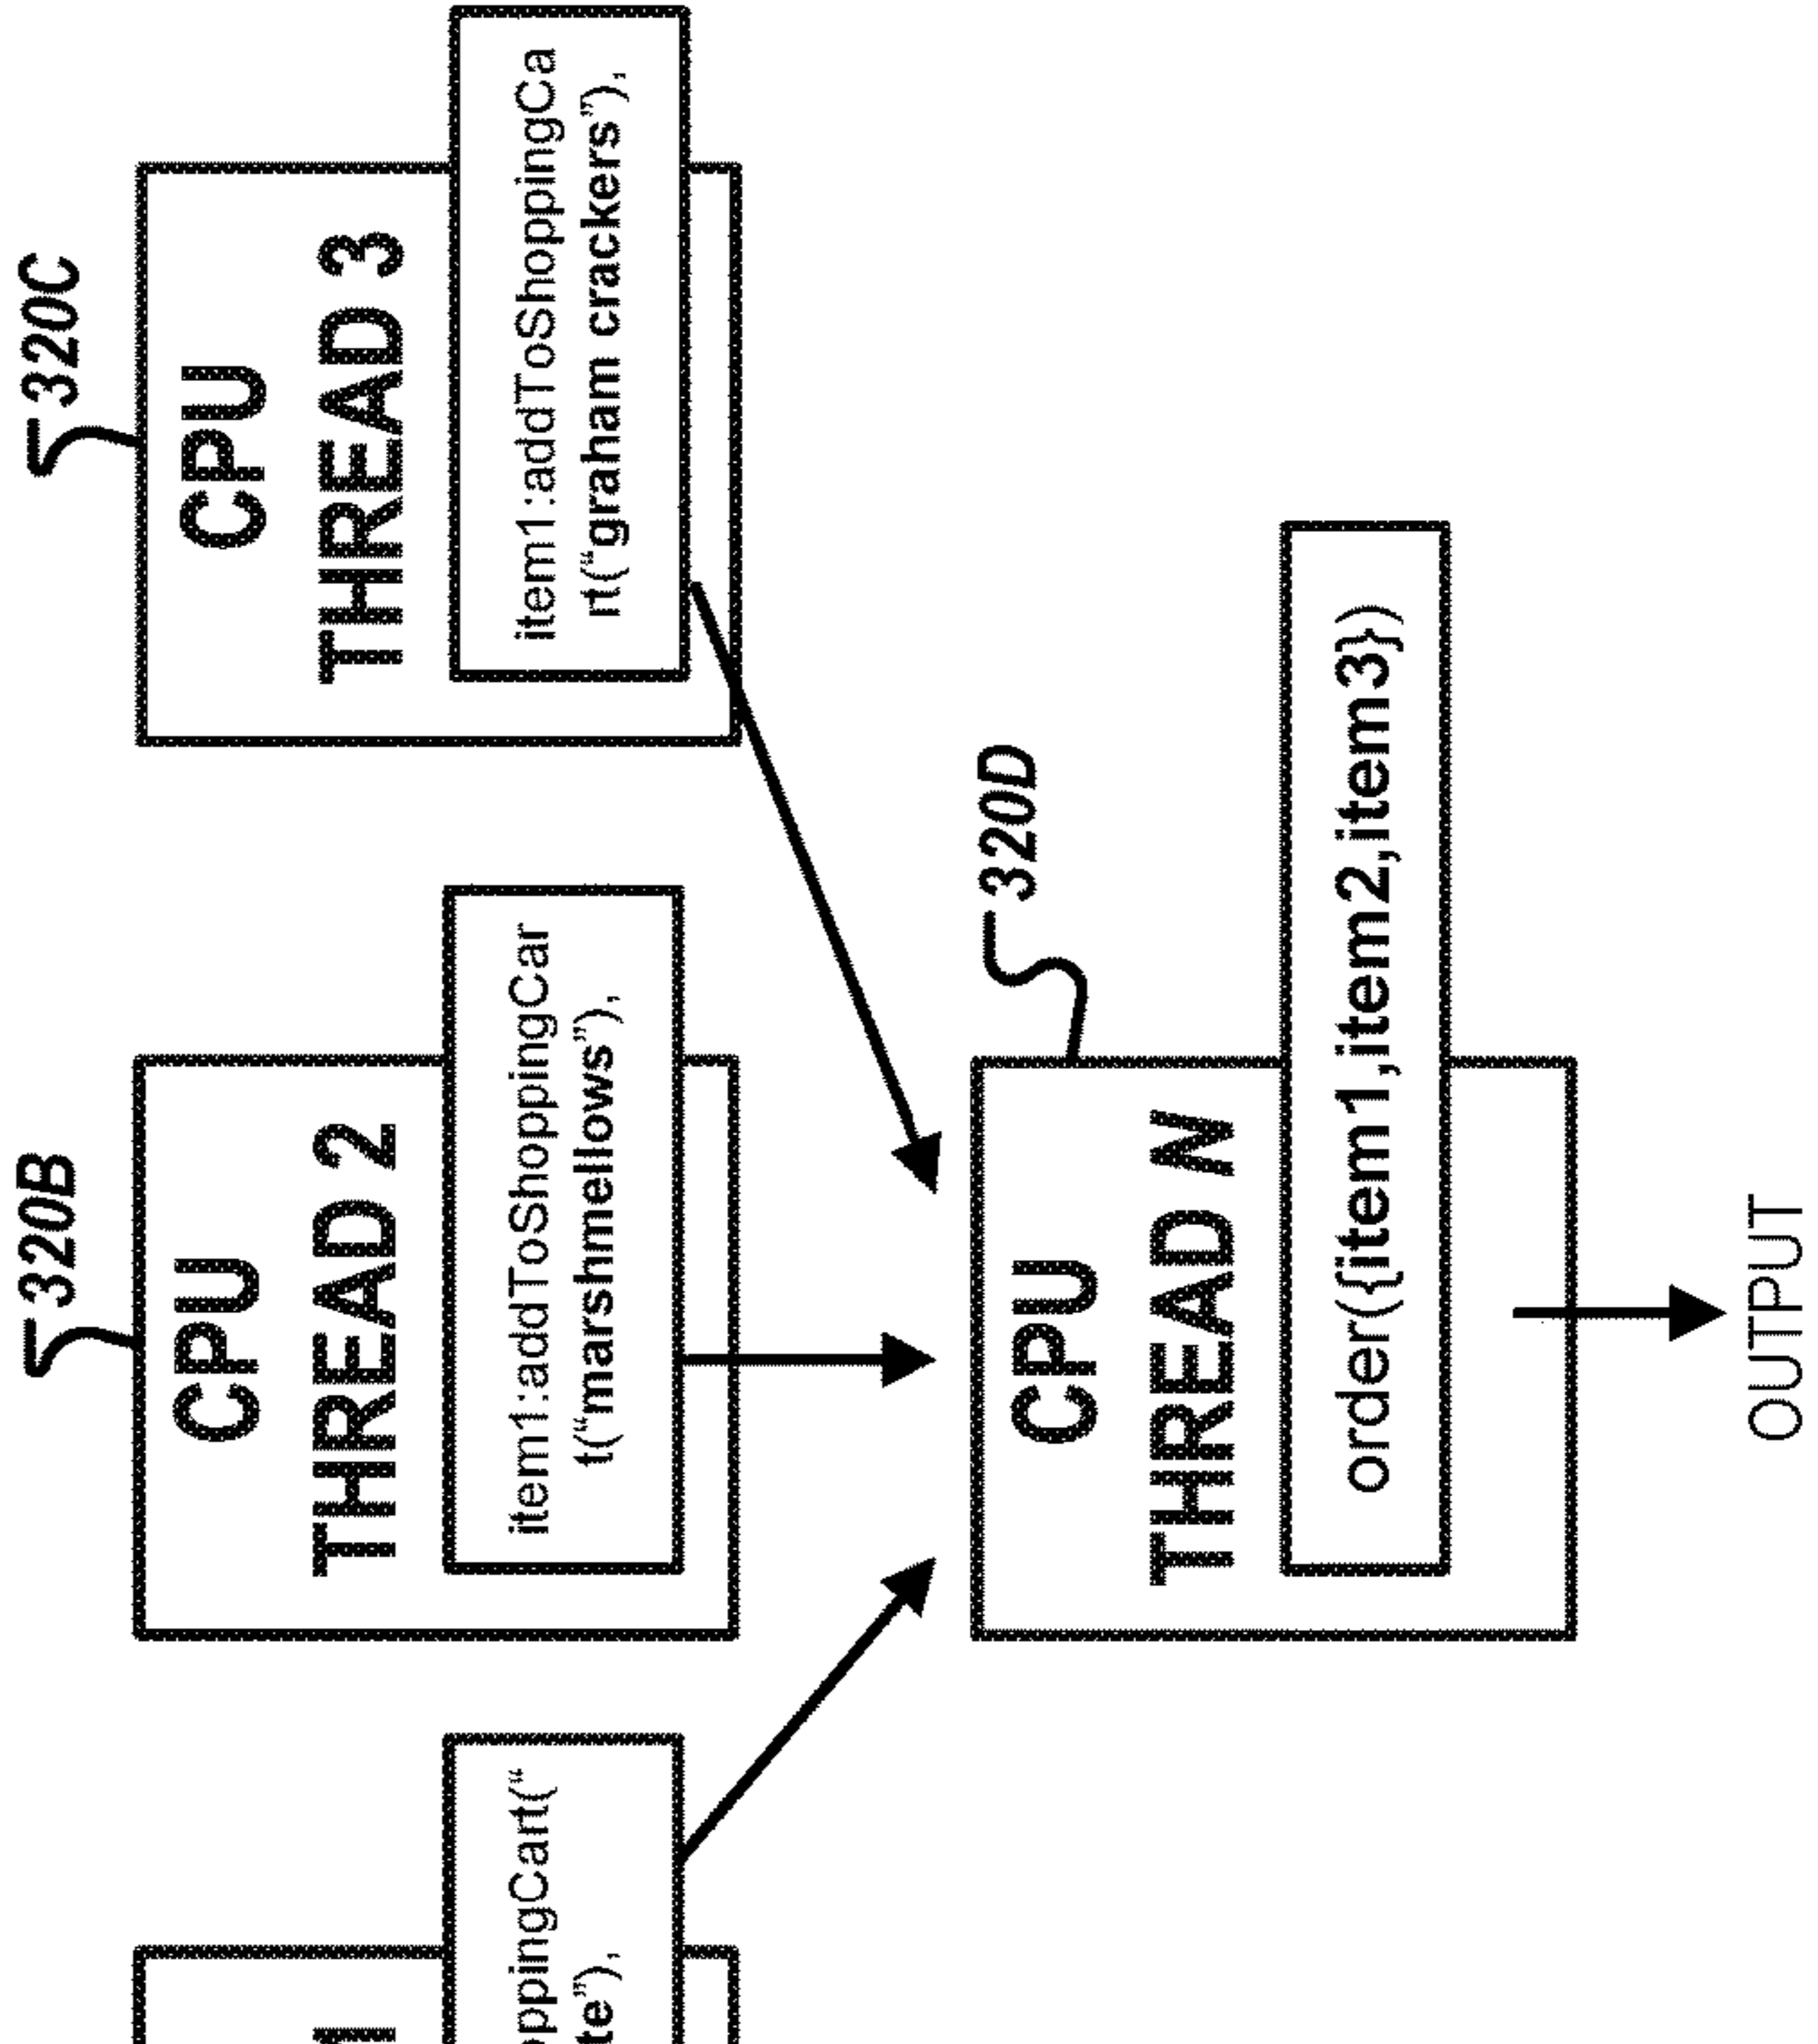 320B
320C
ppingCart(“
te”),
CPU
THREAD 2
item1:addToShoppingCar
t(“marshmellows”),
CPU
THREAD 3
item1:addToShoppingCa
rt(“graham crackers”),
320D
CPU
THREAD N
order({item1,item2,item3})
OUTPUT